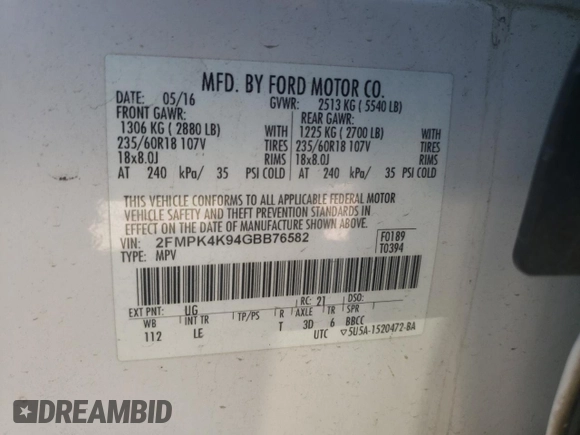 MFD. BY FORD MOTOR CO.
DATE: 05/16 GVWR: 2513 KG (5540 LB)
FRONT GAWR: REAR GAWR:
1306 KG (2880 LB) WITH 1225 KG (2700 LB) WITH
235/60R18 107V TIRES 235/60R18 107V TIRES
18x8.0J RIMS 18x8.0J RIMS
AT 240 kPa/ 35 PSI COLD AT 240 kPa/ 35 PSI COLD
THIS VEHICLE CONFORMS TO ALL APPLICABLE FEDERAL MOTOR
VEHICLE SAFETY AND THEFT PREVENTION STANDARDS IN
EFFECT ON THE DATE OF MANUFACTURE SHOWN ABOVE.
VIN: 2FMPK4K94GBB76582 F0189
TYPE: MPV T0394
EXT PNT: UG RC: 21 DSO:
WB INT TR TP/PS R AXLE TR SPR
112 LE T 3D 6 BBCC
UTC ▽5U5A-1520472-BA
DREAMBID